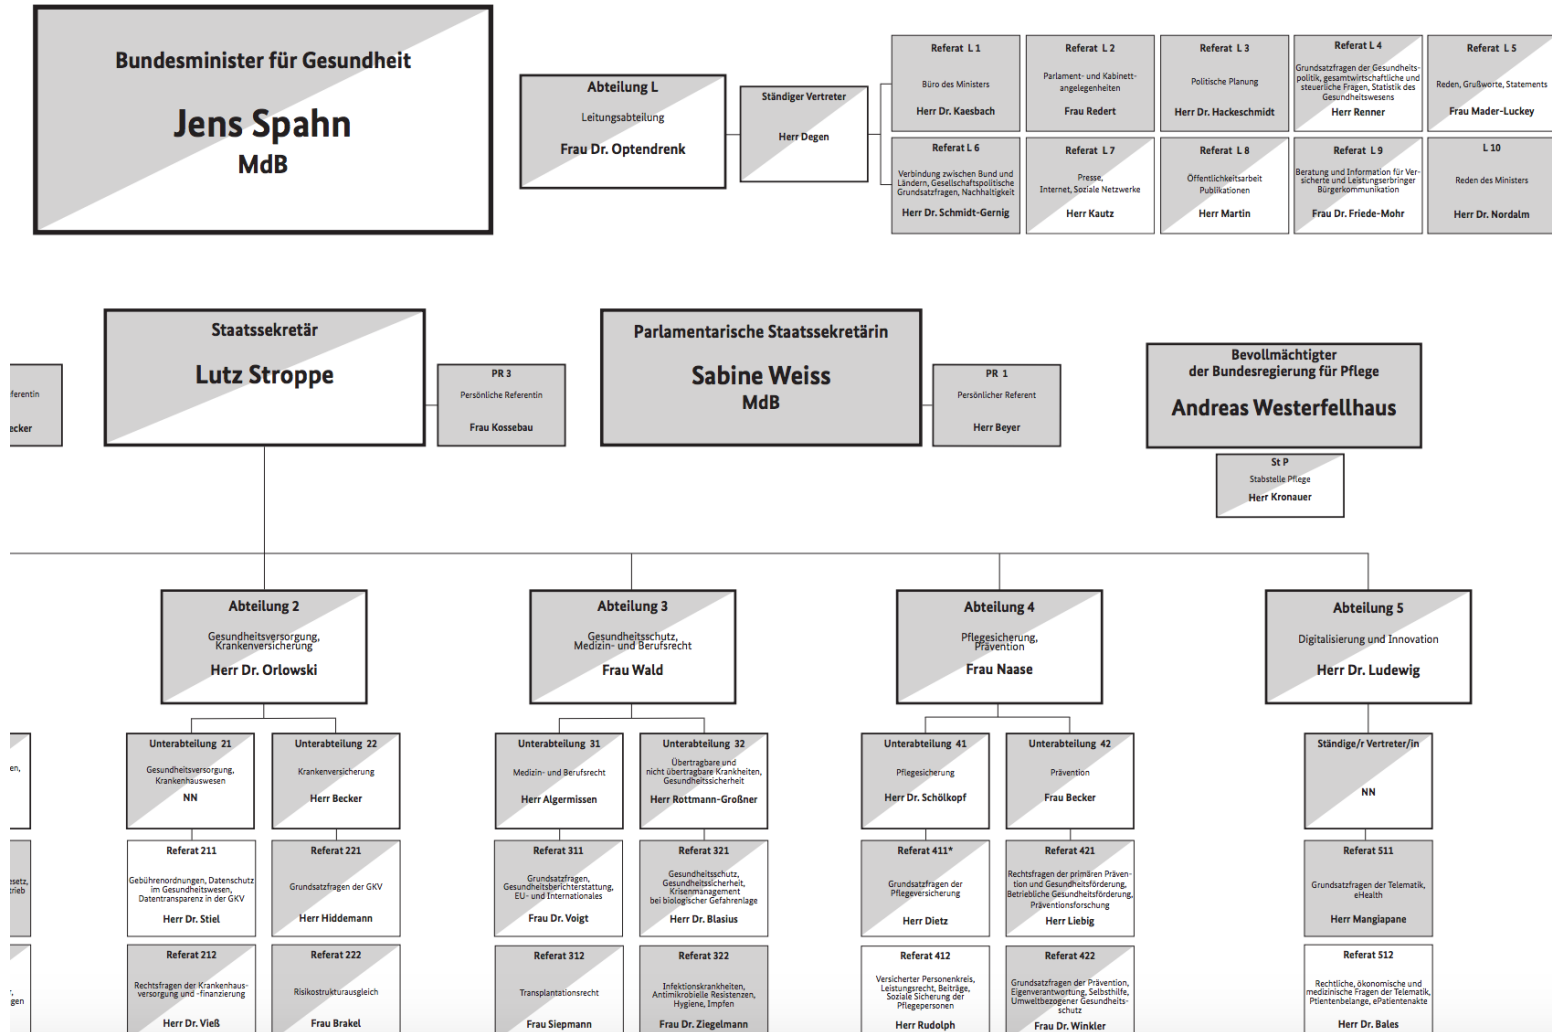 Bundesminister für Gesundheit
Jens Spahn
MdB
Abteilung L
Leitungsabteilung
Frau Dr. Optendrenk
Ständiger Vertreter
Herr Degen
Referat L 1
Büro des Ministers
Herr Dr. Kaesbach
Referat L 2
Parlament- und Kabinett-
angelegenheiten
Frau Redert
Referat L 3
Politische Planung
Herr Dr. Hackeschmidt
Referat L 4
Grundsatzfragen der Gesundheits-
politik, gesamtwirtschaftliche und
steuerliche Fragen, Statistik des
Gesundheitswesens
Herr Renner
Referat L 5
Reden, Grußworte, Statements
Frau Mader-Luckey
Referat L 6
Verbindung zwischen Bund und
Ländern, Gesellschaftspolitische
Grundsatzfragen, Nachhaltigkeit
Herr Dr. Schmidt-Gernig
Referat L 7
Presse,
Internet, Soziale Netzwerke
Herr Kautz
Referat L 8
Öffentlichkeitsarbeit
Publikationen
Herr Martin
Referat L 9
Beratung und Information für Ver-
sicherte und Leistungserbringer
Bürgerkommunikation
Frau Dr. Friede-Mohr
L 10
Reden des Ministers
Herr Dr. Nordalm
ferentin
ecker
Staatssekretär
Lutz Stroppe
PR 3
Persönliche Referentin
Frau Kossebau
Parlamentarische Staatssekretärin
Sabine Weiss
MdB
PR 1
Persönlicher Referent
Herr Beyer
Bevollmächtigter
der Bundesregierung für Pflege
Andreas Westerfellhaus
St P
Stabstelle Pflege
Herr Kronauer
Abteilung 2
Gesundheitsversorgung,
Krankenversicherung
Herr Dr. Orlowski
Abteilung 3
Gesundheitsschutz,
Medizin- und Berufsrecht
Frau Wald
Abteilung 4
Pflegesicherung,
Prävention
Frau Naase
Abteilung 5
Digitalisierung und Innovation
Herr Dr. Ludewig
en,
Unterabteilung 21
Gesundheitsversorgung,
Krankenhauswesen
NN
Unterabteilung 22
Krankenversicherung
Herr Becker
Unterabteilung 31
Medizin- und Berufsrecht
Herr Algermissen
Unterabteilung 32
Übertragbare und
nicht übertragbare Krankheiten,
Gesundheitssicherheit
Herr Rottmann-Großner
Unterabteilung 41
Pflegesicherung
Herr Dr. Schölkopf
Unterabteilung 42
Prävention
Frau Becker
Ständige/r Vertreter/in
NN
esetz,
trieb
Referat 211
Gebührenordnungen, Datenschutz
im Gesundheitswesen,
Datentransparenz in der GKV
Herr Dr. Stiel
Referat 221
Grundsatzfragen der GKV
Herr Hiddemann
Referat 311
Grundsatzfragen,
Gesundheitsberichterstattung,
EU- und Internationales
Frau Dr. Voigt
Referat 321
Gesundheitsschutz,
Gesundheitssicherheit,
Krisenmanagement
bei biologischer Gefahrenlage
Herr Dr. Blasius
Referat 411*
Grundsatzfragen der
Pflegeversicherung
Herr Dietz
Referat 421
Rechtsfragen der primären Präven-
tion und Gesundheitsförderung,
Betriebliche Gesundheitsförderung,
Präventionsforschung
Herr Liebig
Referat 511
Grundsatzfragen der Telematik,
eHealth
Herr Mangiapane
gen
Referat 212
Rechtsfragen der Krankenhaus-
versorgung und -finanzierung
Herr Dr. Vieß
Referat 222
Risikostrukturausgleich
Frau Brakel
Referat 312
Transplantationsrecht
Frau Siepmann
Referat 322
Infektionskrankheiten,
Antimikrobielle Resistenzen,
Hygiene, Impfen
Frau Dr. Ziegelmann
Referat 412
Versicherter Personenkreis,
Leistungsrecht, Beiträge,
Soziale Sicherung der
Pflegepersonen
Herr Rudolph
Referat 422
Grundsatzfragen der Prävention,
Eigenverantwortung, Selbsthilfe,
Umweltbezogener Gesundheits-
schutz
Frau Dr. Winkler
Referat 512
Rechtliche, ökonomische und
medizinische Fragen der Telematik,
Ptientenbelange, ePatientenakte
Herr Dr. Bales